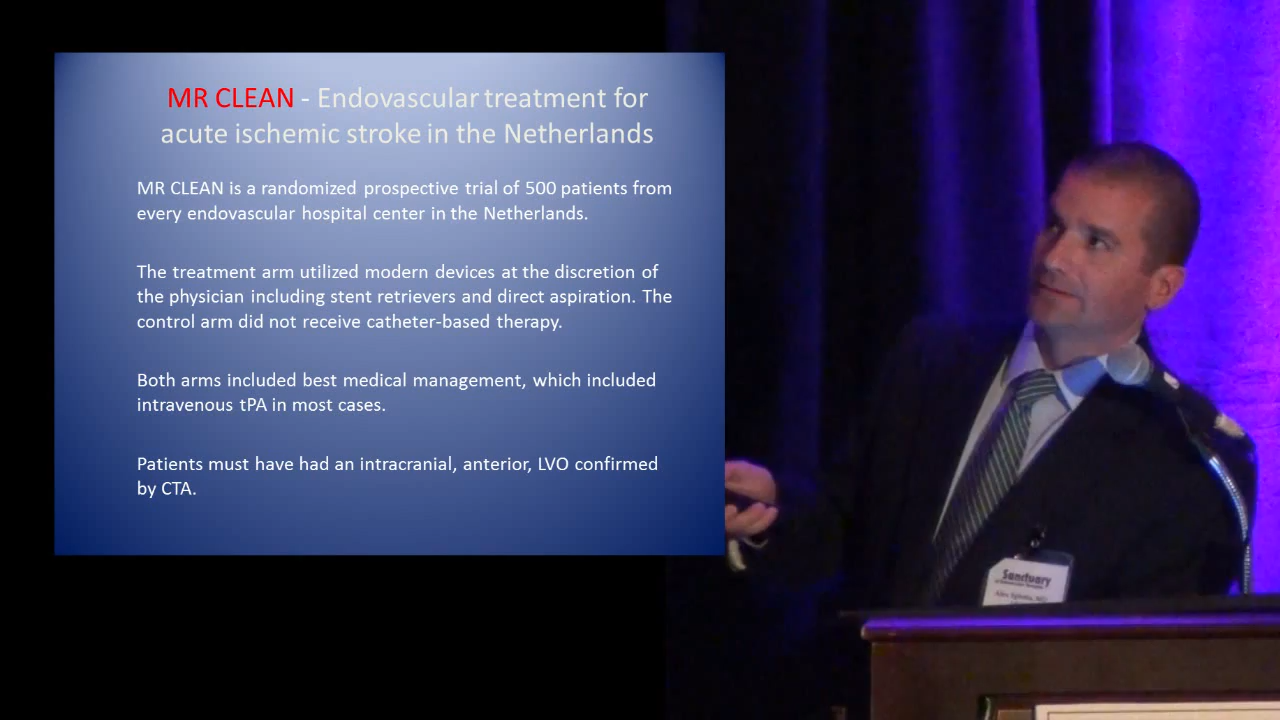 MR CLEAN - Endovascular treatment for
acute ischemic stroke in the Netherlands
MR CLEAN is a randomized prospective trial of 500 patients from
every endovascular hospital center in the Netherlands.
The treatment arm utilized modern devices at the discretion of
the physician including stent retrievers and direct aspiration. The
control arm did not receive catheter-based therapy.
Both arms included best medical management, which included
intravenous tPA in most cases.
Patients must have had an intracranial, anterior, LVO confirmed
by CTA.
Sanctuary